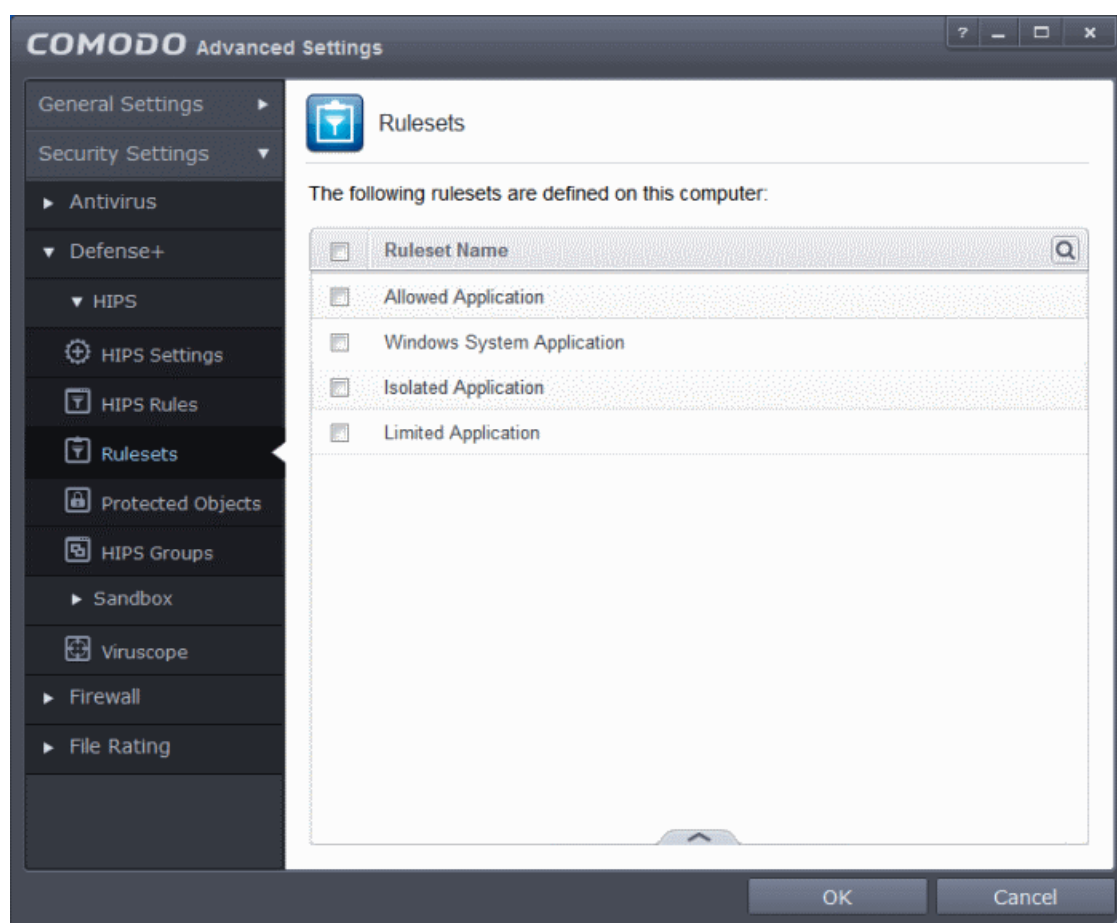 COMODO Advanced Settings
?
General Settings
Security Settings
Antivirus
Defense+
HIPS
HIPS Settings
HIPS Rules
Rulesets
Protected Objects
HIPS Groups
Sandbox
Viruscope
Firewall
File Rating
Rulesets
The following rulesets are defined on this computer:
Ruleset Name
Allowed Application
Windows System Application
Isolated Application
Limited Application
OK
Cancel